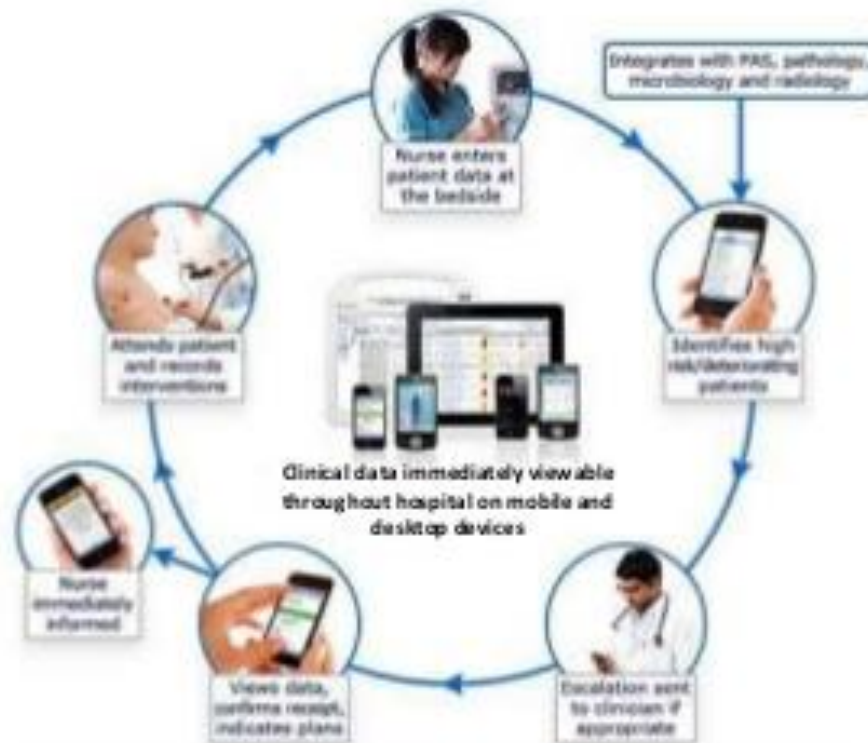 Nurse enters
patient data at
the bedside
Integrates with PAS, pathology,
microbiology and radiology
Identifies high
risk/deteriorating
patients
Escalation sent
to clinician if
appropriate
Views data,
confirms receipt,
indicates plans
Nurse
immediately
informed
Attends patient
and records
interventions
Clinical data immediately viewable
throughout hospital on mobile and
desktop devices